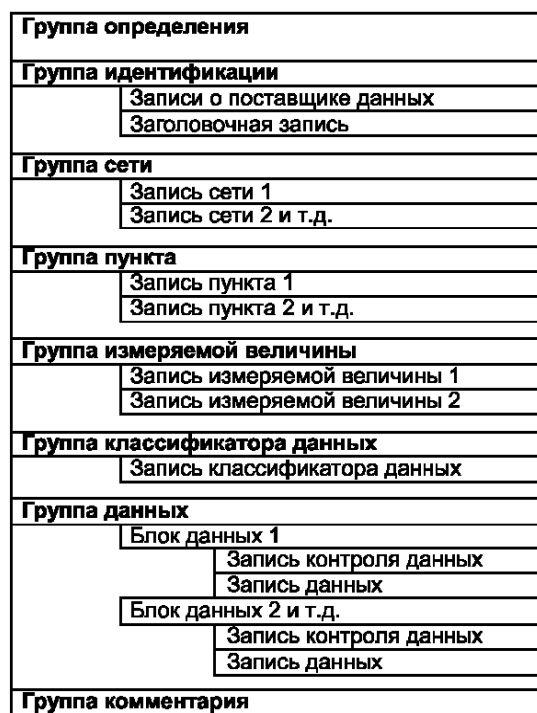 Группа определения
Группа идентификации
Записи о поставщике данных
Заголовочная запись
Группа сети
Запись сети 1
Запись сети 2 и т.д.
Группа пункта
Запись пункта 1
Запись пункта 2 и т.д.
Группа измеряемой величины
Запись измеряемой величины 1
Запись измеряемой величины 2
Группа классификатора данных
Запись классификатора данных
Группа данных
Блок данных 1
Запись контроля данных
Запись данных
Блок данных 2 и т.д.
Запись контроля данных
Запись данных
Группа комментария